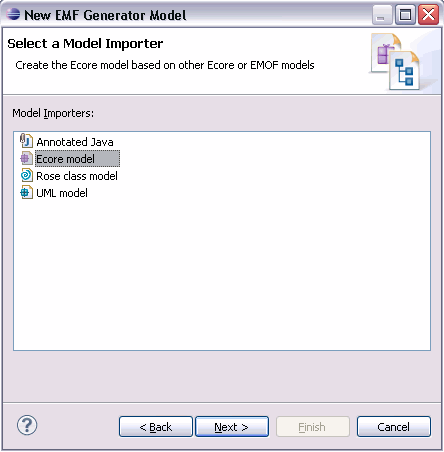 New EMF Generator Model
Select a Model Importer
Create the Ecore model based on other Ecore or EMOF models
Model Importers:
Annotated Java
Ecore model
Rose class model
UML model
?
< Back
Next >
Finish
Cancel